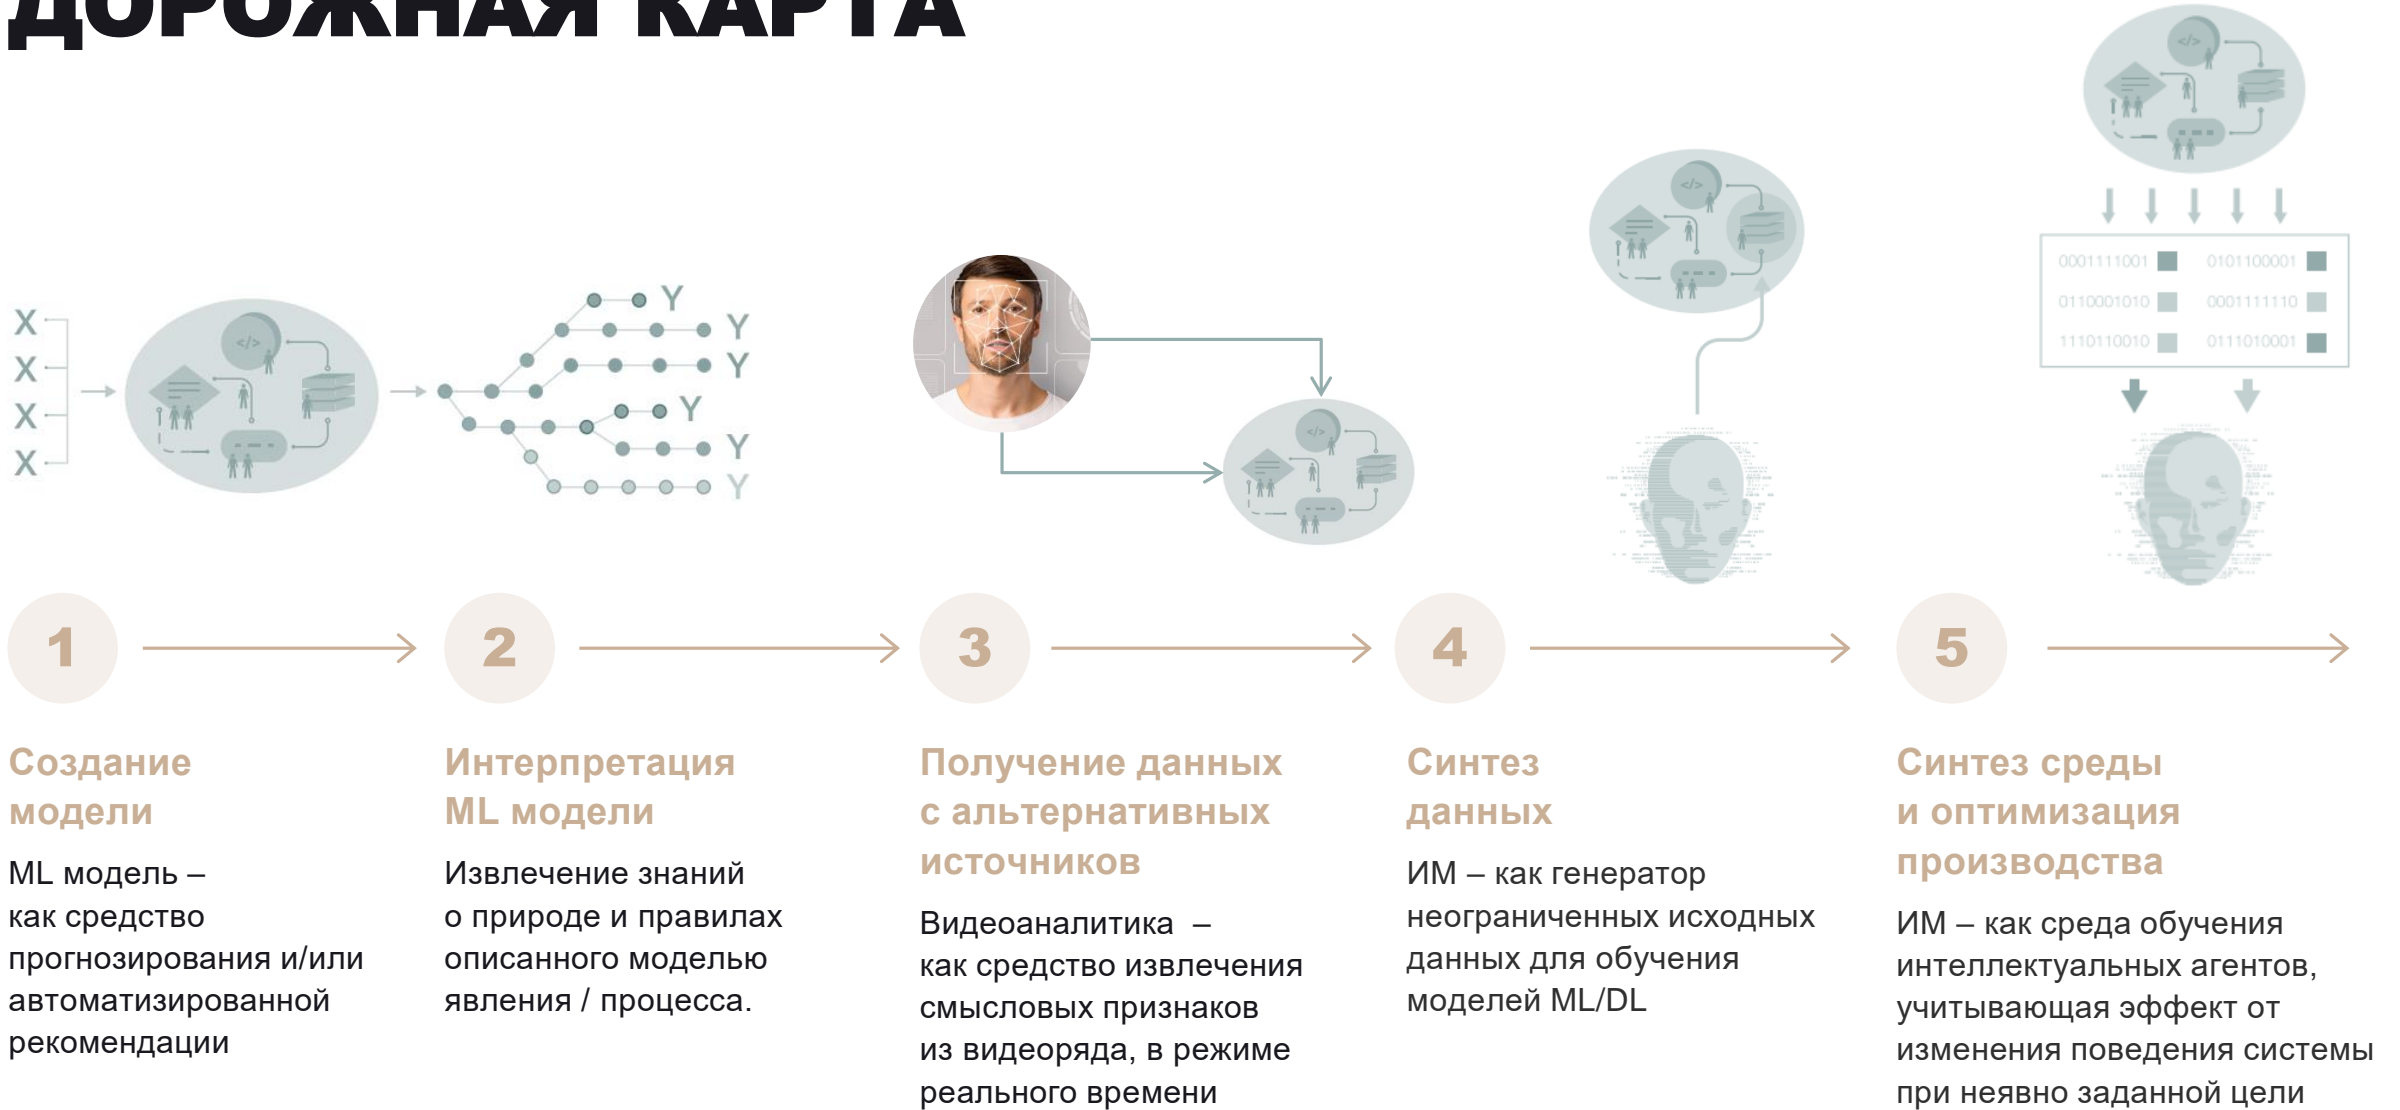 ДОРОЖНАЯ КАРТА
X
X
X
X
</>
Y
Y
Y
Y
Y
Y
</>
</>
</>
0001111001
0101100001
0110001010
0001111110
1110110010
0111010001
1
2
3
4
5
Создание
модели
ML модель –
как средство
прогнозирования и/или
автоматизированной
рекомендации
Интерпретация
ML модели
Извлечение знаний
о природе и правилах
описанного моделью
явления / процесса.
Получение данных
с альтернативных
источников
Видеоаналитика –
как средство извлечения
смысловых признаков
из видеоряда, в режиме
реального времени
Синтез
данных
ИМ – как генератор
неограниченных исходных
данных для обучения
моделей ML/DL
Синтез среды
и оптимизация
производства
ИМ – как среда обучения
интеллектуальных агентов,
учитывающая эффект от
изменения поведения системы
при неявно заданной цели